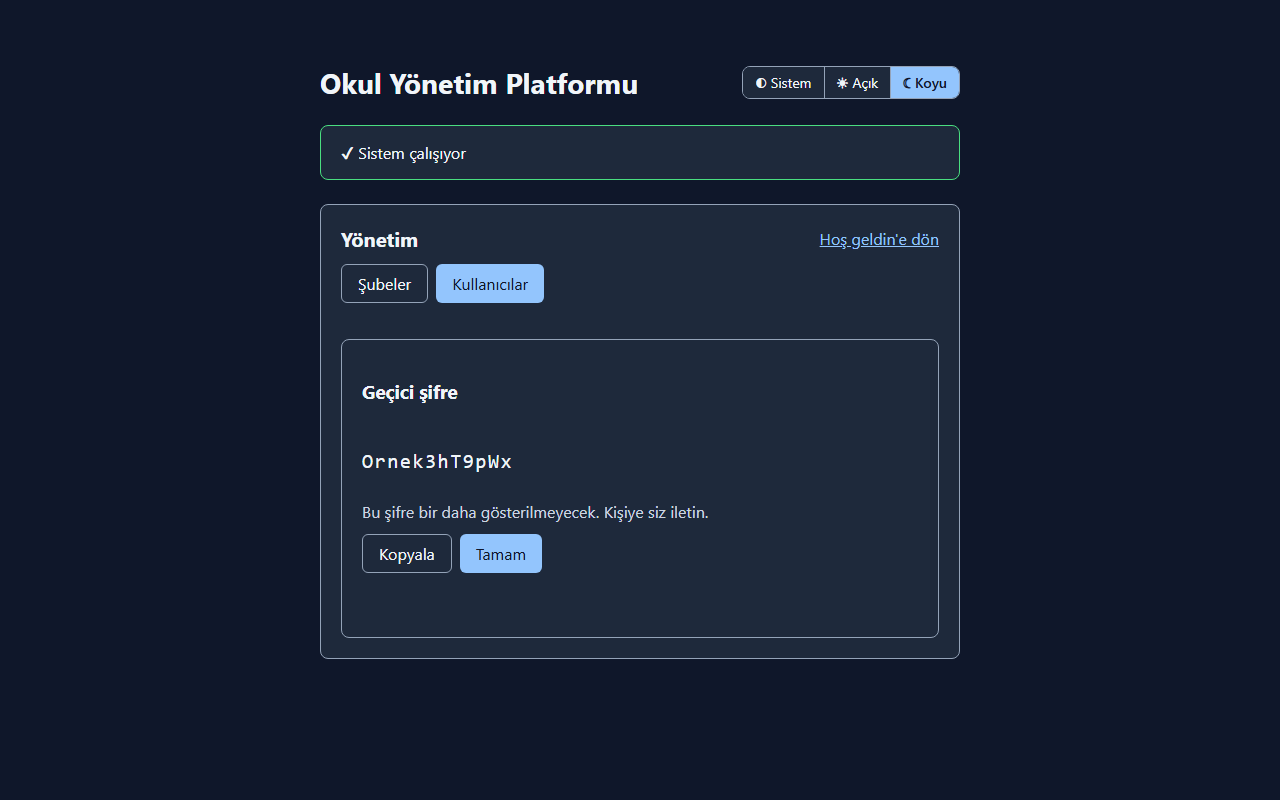 Okul Yönetim Platformu
◐ Sistem ☀ Açık ☾ Koyu
✓ Sistem çalışıyor
Yönetim
Hoş geldin'e dön
Şubeler Kullanıcılar
Geçici şifre
Ornek3hT9pWx
Bu şifre bir daha gösterilmeyecek. Kişiye siz iletin.
Kopyala Tamam